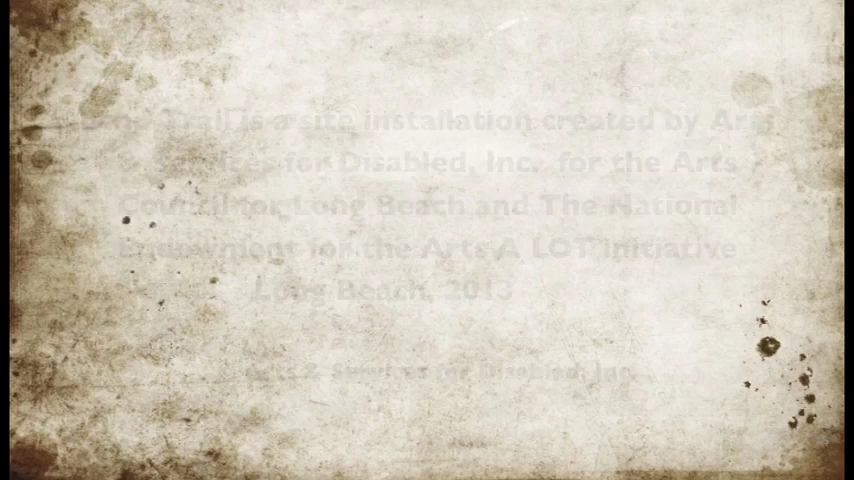 Trail is a site installation created by Arts
& Services for Disabled, Inc. for the Arts
Council for Long Beach and The National
Endowment for the Arts A LOT initiative
Long Beach, 2013
Arts & Services for Disabled, Inc.